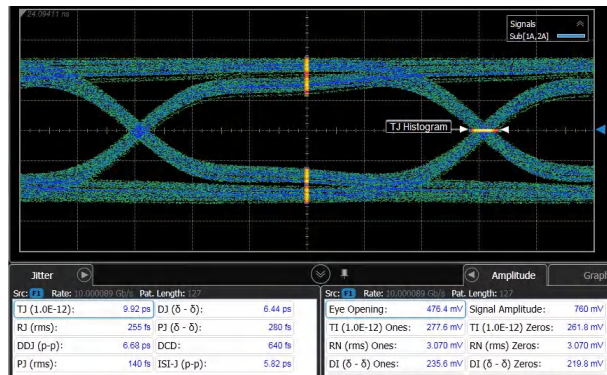 24.09411 ns
Signals
Sub[1A,2A]
TJ Histogram
Jitter
Amplitude
Graph
Src: F1 Rate: 10.000089 Gb/s Pat. Length: 127
TJ (1.0E-12): 9.92 ps DJ (δ - δ): 6.44 ps
RJ (rms): 255 fs PJ (δ - δ): 280 fs
DDJ (p-p): 6.68 ps DCD: 640 fs
PJ (rms): 140 fs ISI-J (p-p): 5.82 ps
Src: F1 Rate: 10.000089 Gb/s Pat. Length: 127
Eye Opening: 476.4 mV Signal Amplitude: 760 mV
TI (1.0E-12) Ones: 277.6 mV TI (1.0E-12) Zeros: 261.8 mV
RN (rms) Ones: 3.070 mV RN (rms) Zeros: 3.070 mV
DI (δ - δ) Ones: 235.6 mV DI (δ - δ) Zeros: 219.8 mV